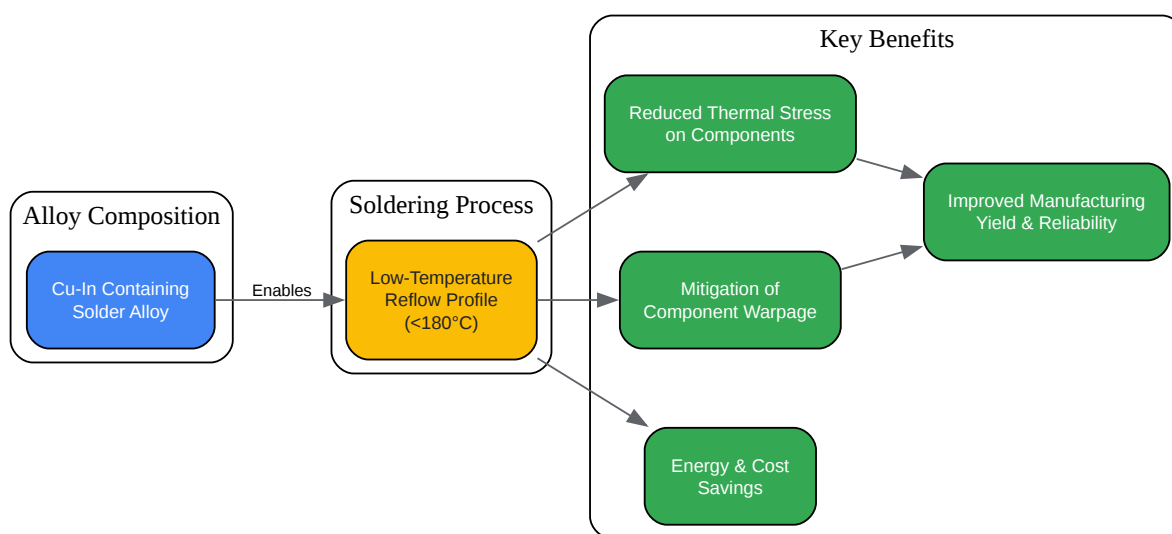 Alloy Composition
Cu-In Containing
Solder Alloy
Enables
Soldering Process
Low-Temperature
Reflow Profile
(<180°C)
Key Benefits
Reduced Thermal Stress
on Components
Mitigation of
Component Warpage
Energy & Cost
Savings
Improved Manufacturing
Yield & Reliability